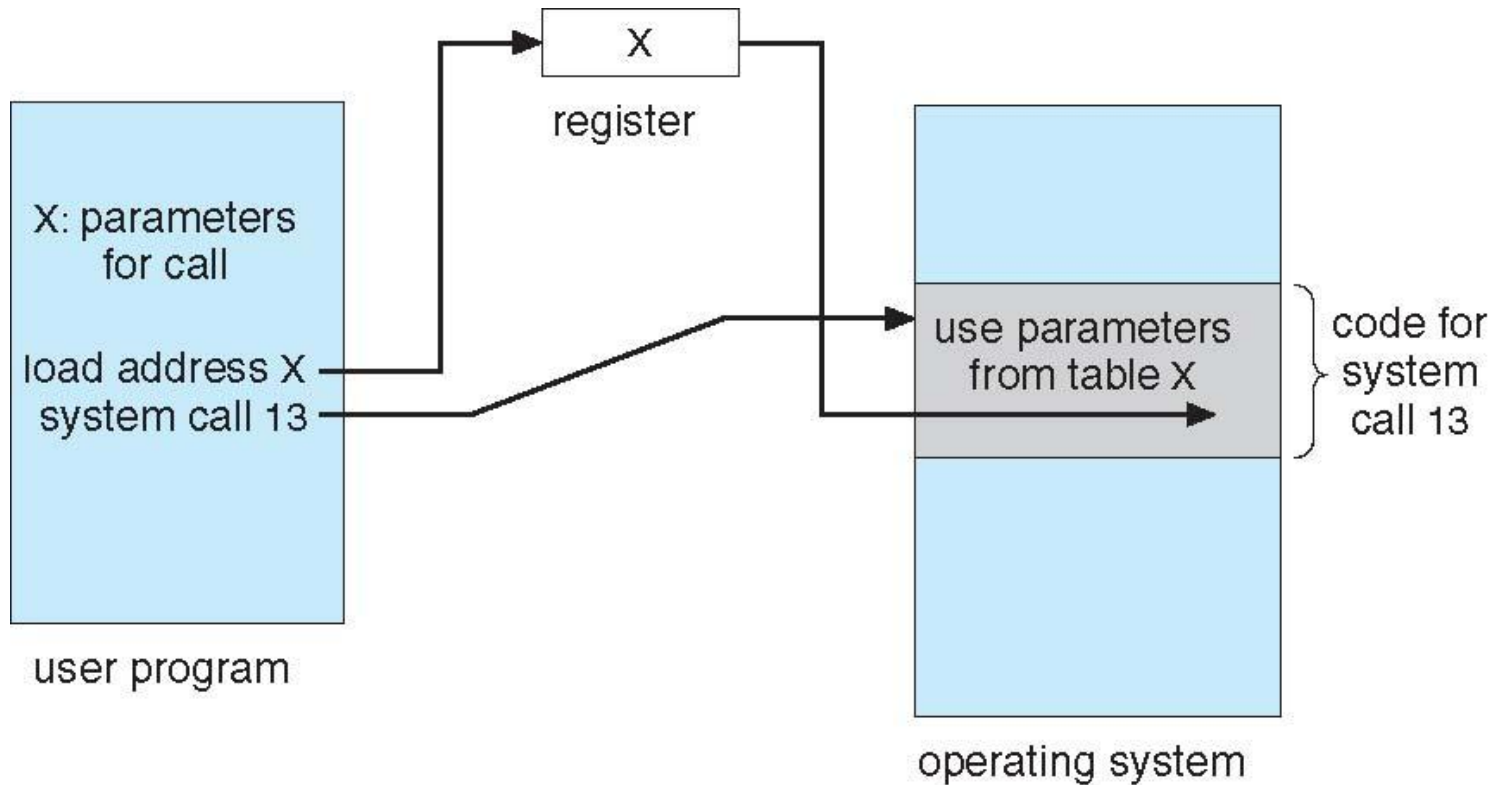 X
register
X: parameters
for call
load address X
system call 13
user program
use parameters
from table X
code for
system
call 13
operating system